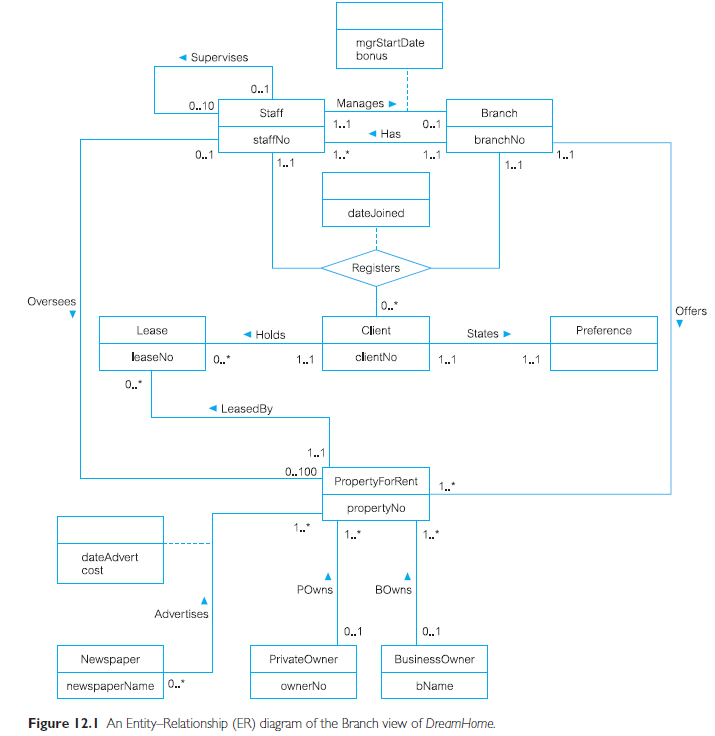 mgrStartDate
bonus
◄ Supervises
0..1
0..10
Staff
Manages ►
Branch
1..1
0..1
◄ Has
staffNo
branchNo
0..1
1..1
1..*
1..1
1..1
1..1
dateJoined
Registers
Oversees
▼
0..*
Offers
▼
Lease
◄ Holds
Client
States ►
Preference
leaseNo
0..*
1..1
clientNo
1..1
1..1
0..*
◄ LeasedBy
1..1
0..100
PropertyForRent
1..*
propertyNo
1..*
1..*
1..*
dateAdvert
cost
POwns
BOwns
Advertises
0..1
0..1
Newspaper
PrivateOwner
BusinessOwner
newspaperName
0..*
ownerNo
bName
Figure 12.1 An Entity–Relationship (ER) diagram of the Branch view of DreamHome.